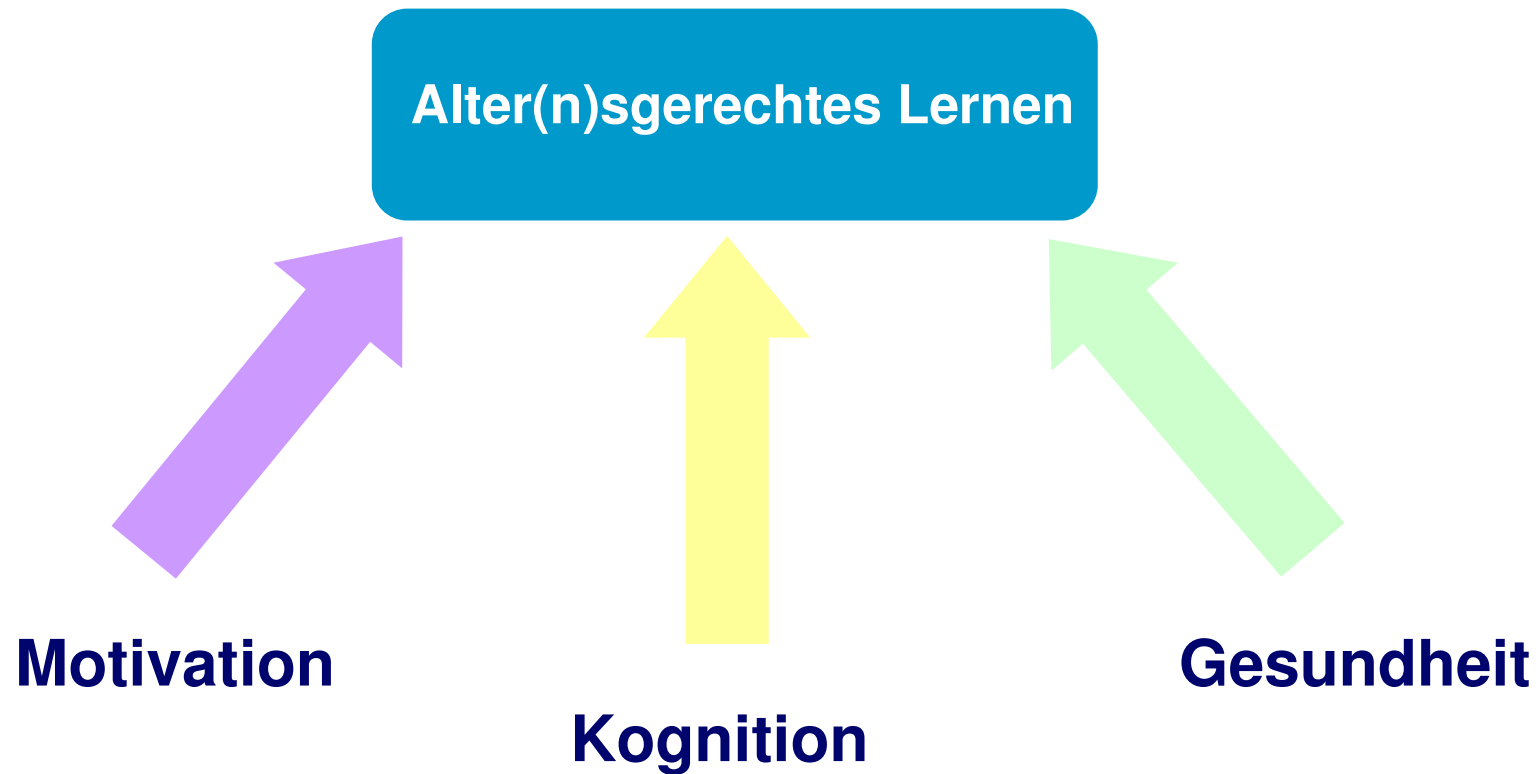 Alter(n)sgerechtes Lernen
Motivation
Gesundheit
Kognition